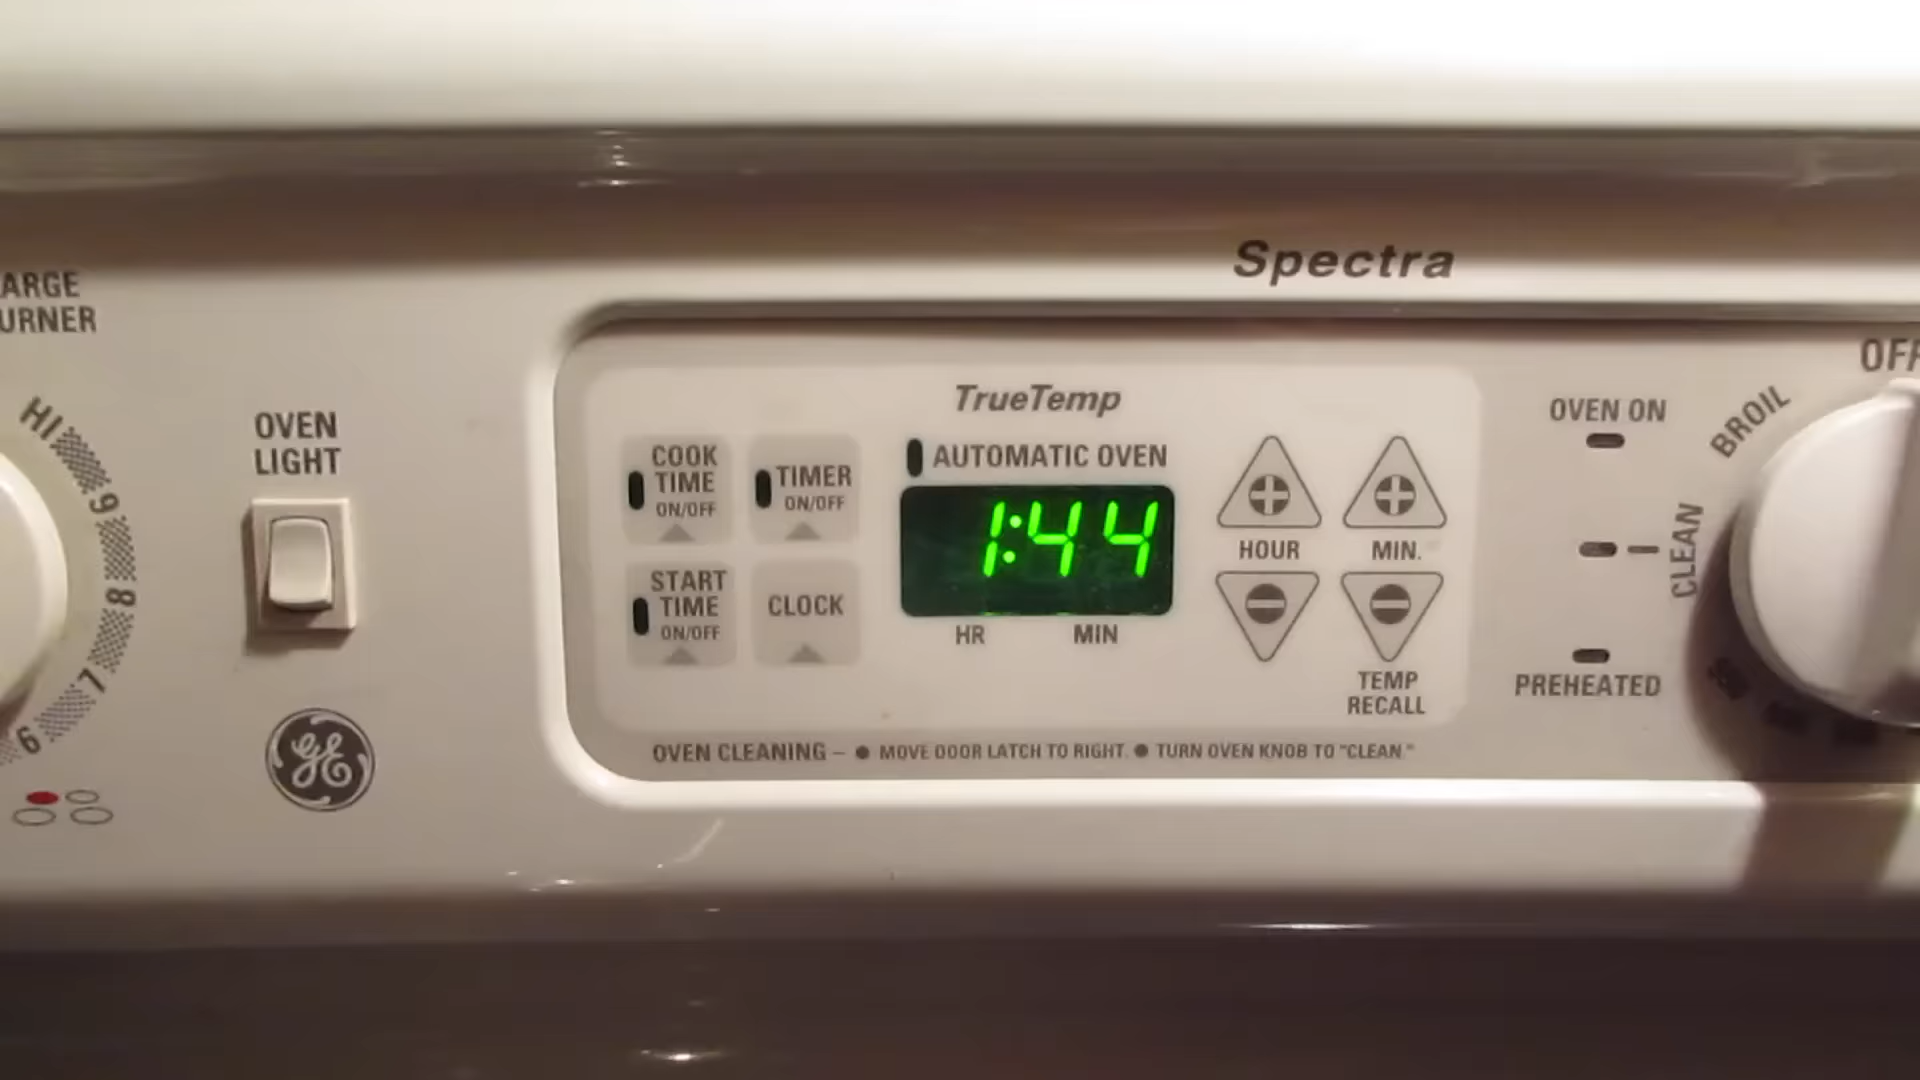 Spectra
ARGE
URNER
HI
9
8
7
6
OVEN
LIGHT
GE
TrueTemp
COOK
TIME
ON/OFF
TIMER
ON/OFF
START
TIME
ON/OFF
CLOCK
AUTOMATIC OVEN
1:44
HR MIN
HOUR MIN.
TEMP
RECALL
OVEN CLEANING – ● MOVE DOOR LATCH TO RIGHT. ● TURN OVEN KNOB TO "CLEAN."
OVEN ON
PREHEATED
OFF
BROIL
CLEAN